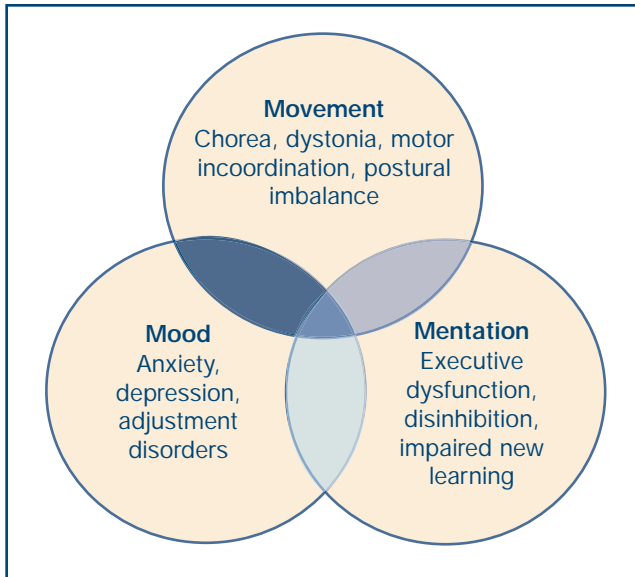 Movement
Chorea, dystonia, motor
incoordination, postural
imbalance
Mood
Anxiety,
depression,
adjustment
disorders
Mentation
Executive
dysfunction,
disinhibition,
impaired new
learning